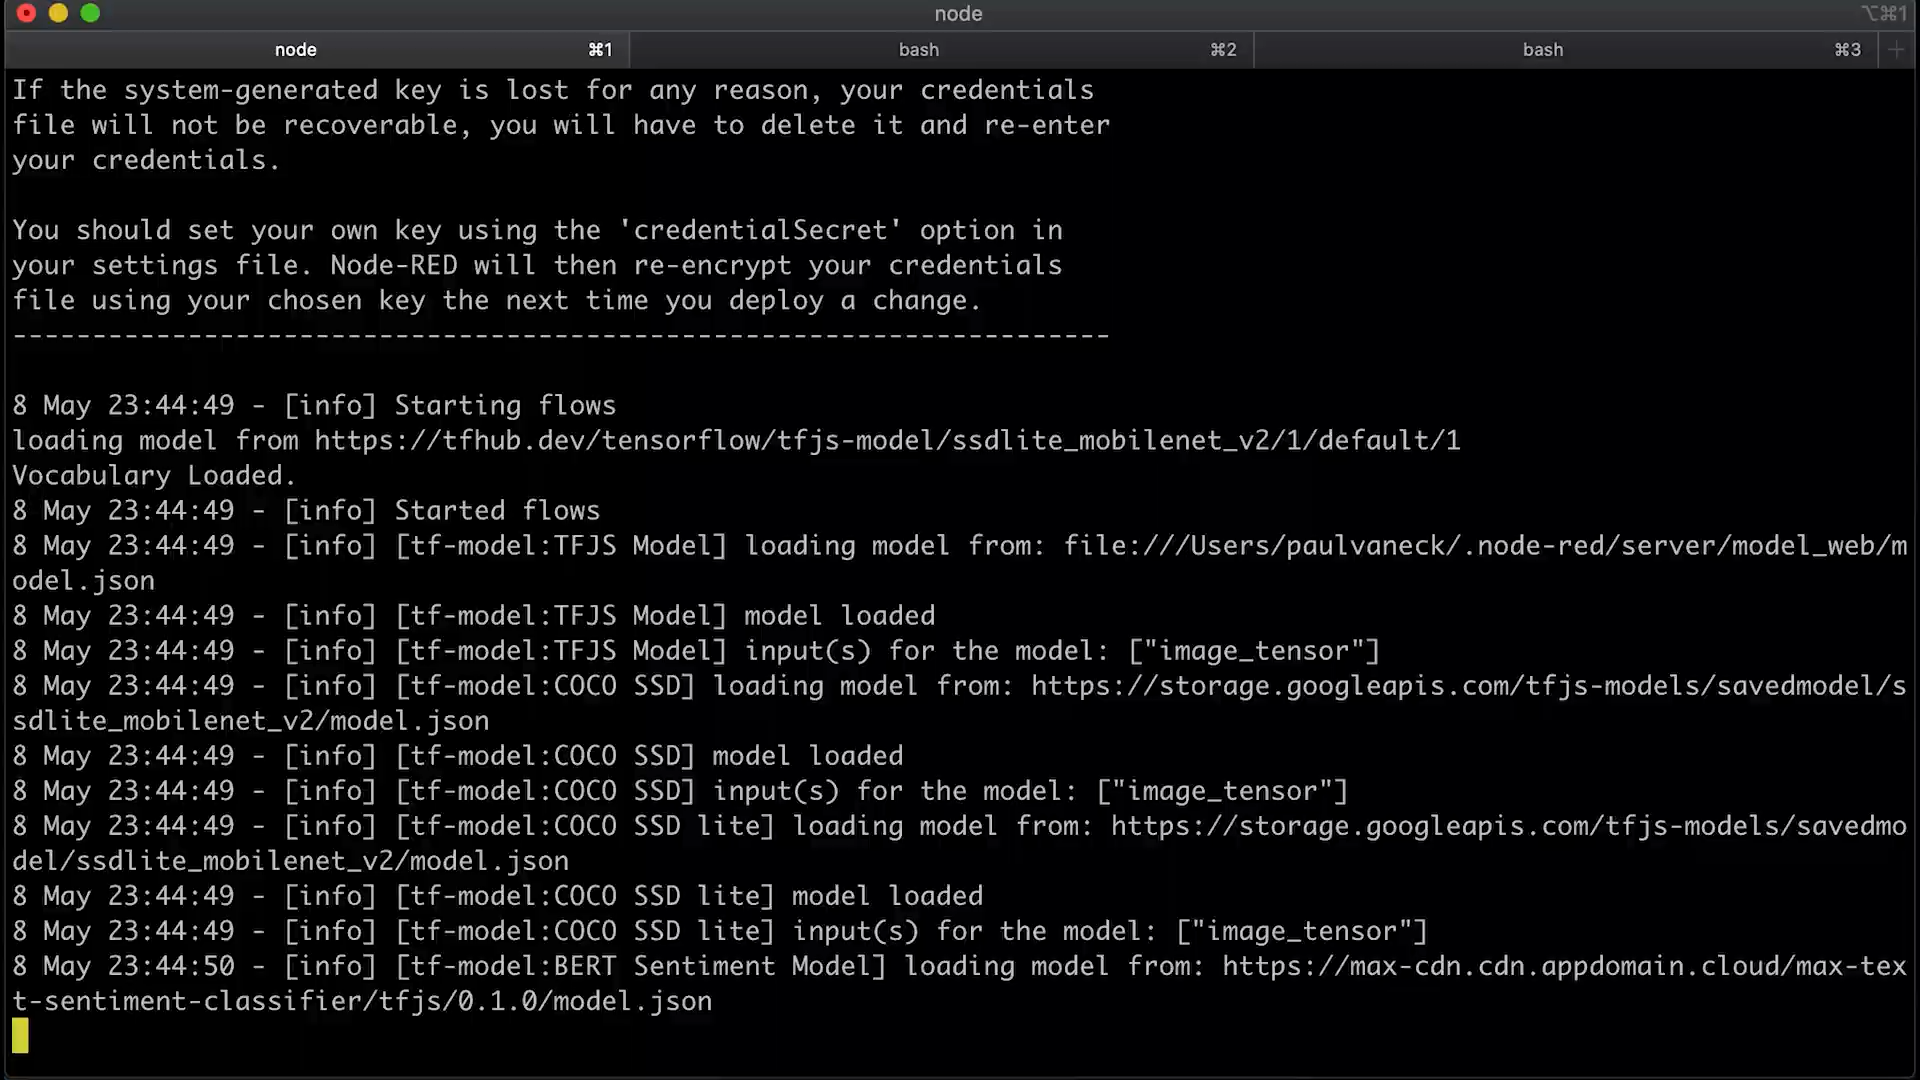 node
⌥⌘1
node ⌘1 bash ⌘2 bash ⌘3 +
If the system-generated key is lost for any reason, your credentials
file will not be recoverable, you will have to delete it and re-enter
your credentials.
You should set your own key using the 'credentialSecret' option in
your settings file. Node-RED will then re-encrypt your credentials
file using your chosen key the next time you deploy a change.
---------------------------------------------------------------------
8 May 23:44:49 - [info] Starting flows
loading model from https://tfhub.dev/tensorflow/tfjs-model/ssdlite_mobilenet_v2/1/default/1
Vocabulary Loaded.
8 May 23:44:49 - [info] Started flows
8 May 23:44:49 - [info] [tf-model:TFJS Model] loading model from: file:///Users/paulvaneck/.node-red/server/model_web/m
odel.json
8 May 23:44:49 - [info] [tf-model:TFJS Model] model loaded
8 May 23:44:49 - [info] [tf-model:TFJS Model] input(s) for the model: ["image_tensor"]
8 May 23:44:49 - [info] [tf-model:COCO SSD] loading model from: https://storage.googleapis.com/tfjs-models/savedmodel/s
sdlite_mobilenet_v2/model.json
8 May 23:44:49 - [info] [tf-model:COCO SSD] model loaded
8 May 23:44:49 - [info] [tf-model:COCO SSD] input(s) for the model: ["image_tensor"]
8 May 23:44:49 - [info] [tf-model:COCO SSD lite] loading model from: https://storage.googleapis.com/tfjs-models/savedmo
del/ssdlite_mobilenet_v2/model.json
8 May 23:44:49 - [info] [tf-model:COCO SSD lite] model loaded
8 May 23:44:49 - [info] [tf-model:COCO SSD lite] input(s) for the model: ["image_tensor"]
8 May 23:44:50 - [info] [tf-model:BERT Sentiment Model] loading model from: https://max-cdn.cdn.appdomain.cloud/max-tex
t-sentiment-classifier/tfjs/0.1.0/model.json